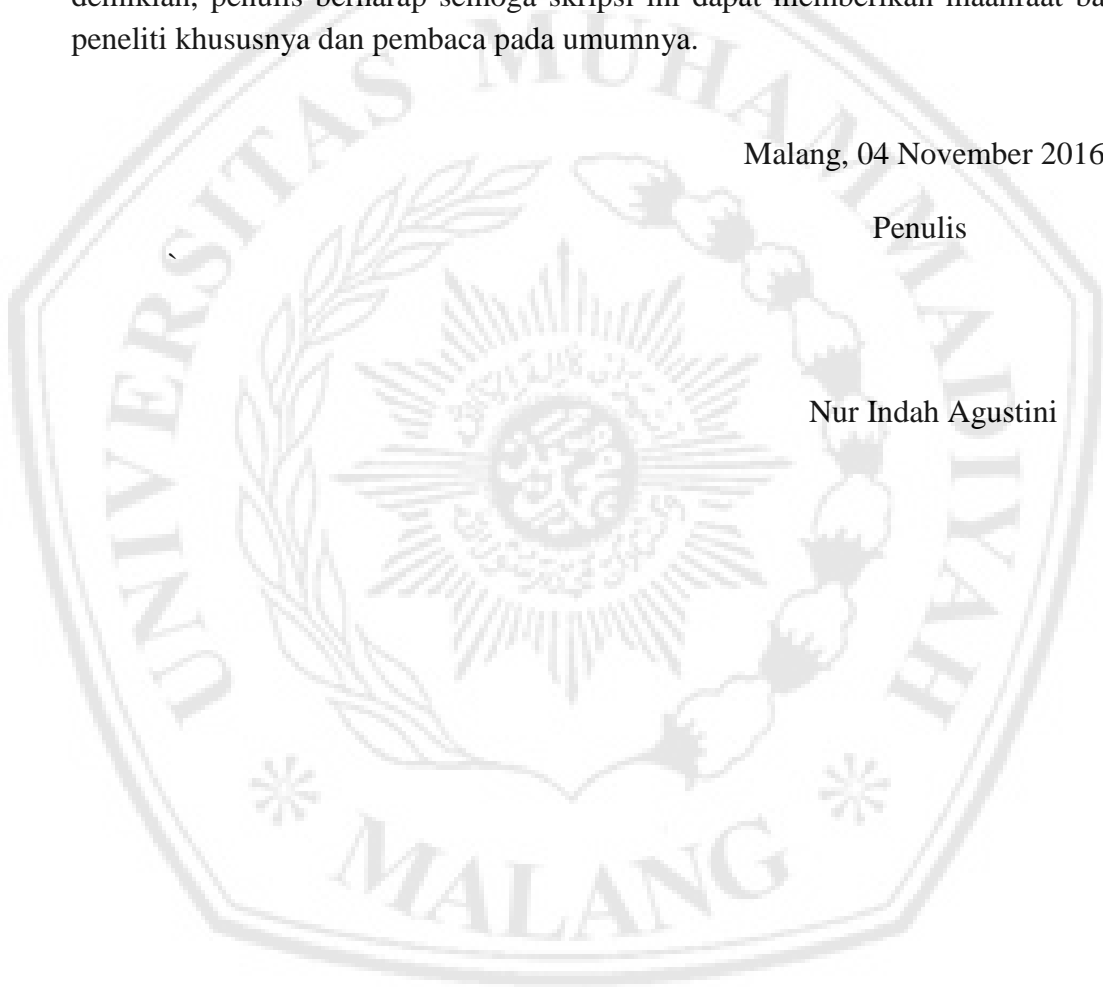 demikian, penulis berharap semoga skripsi ini dapat memberikan
peneliti khususnya dan pembaca pada umumnya.
Malang, 04 November 2016
Penulis
`
Nur Indah Agustini
UNIVERSITAS MUHAMMADIYAH
MALANG